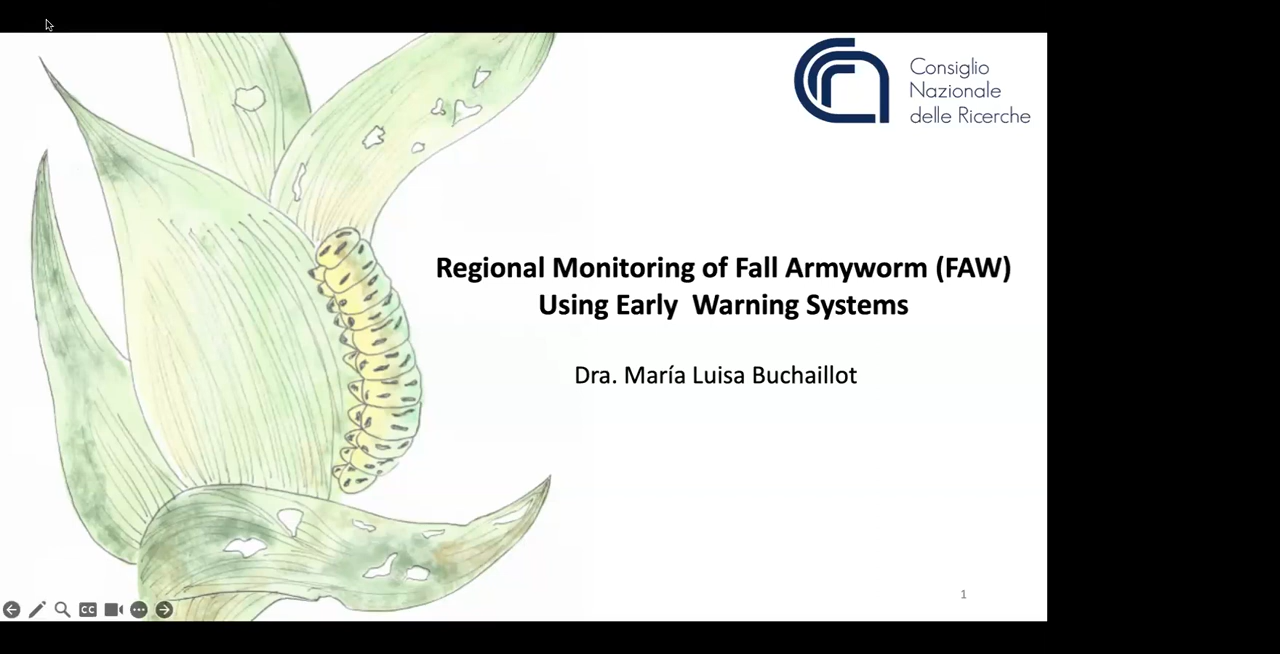 Consiglio
Nazionale
delle Ricerche
Regional Monitoring of Fall Armyworm (FAW)
Using Early  Warning Systems
Dra. María Luisa Buchaillot
1
CC